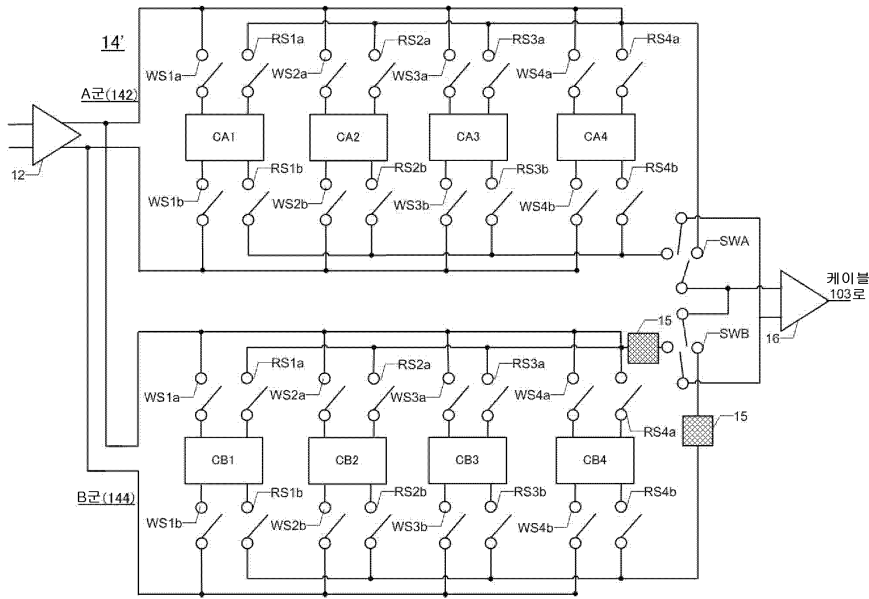 14'
WS1a
RS1a
WS2a
RS2a
WS3a
RS3a
WS4a
RS4a
A군(142)
12
CA1
CA2
CA3
CA4
WS1b
RS1b
WS2b
RS2b
WS3b
RS3b
WS4b
RS4b
SWA
케이블
103로
16
15
SWB
WS1a
RS1a
WS2a
RS2a
WS3a
RS3a
WS4a
RS4a
15
CB1
CB2
CB3
CB4
B군(144)
WS1b
RS1b
WS2b
RS2b
WS3b
RS3b
WS4b
RS4b